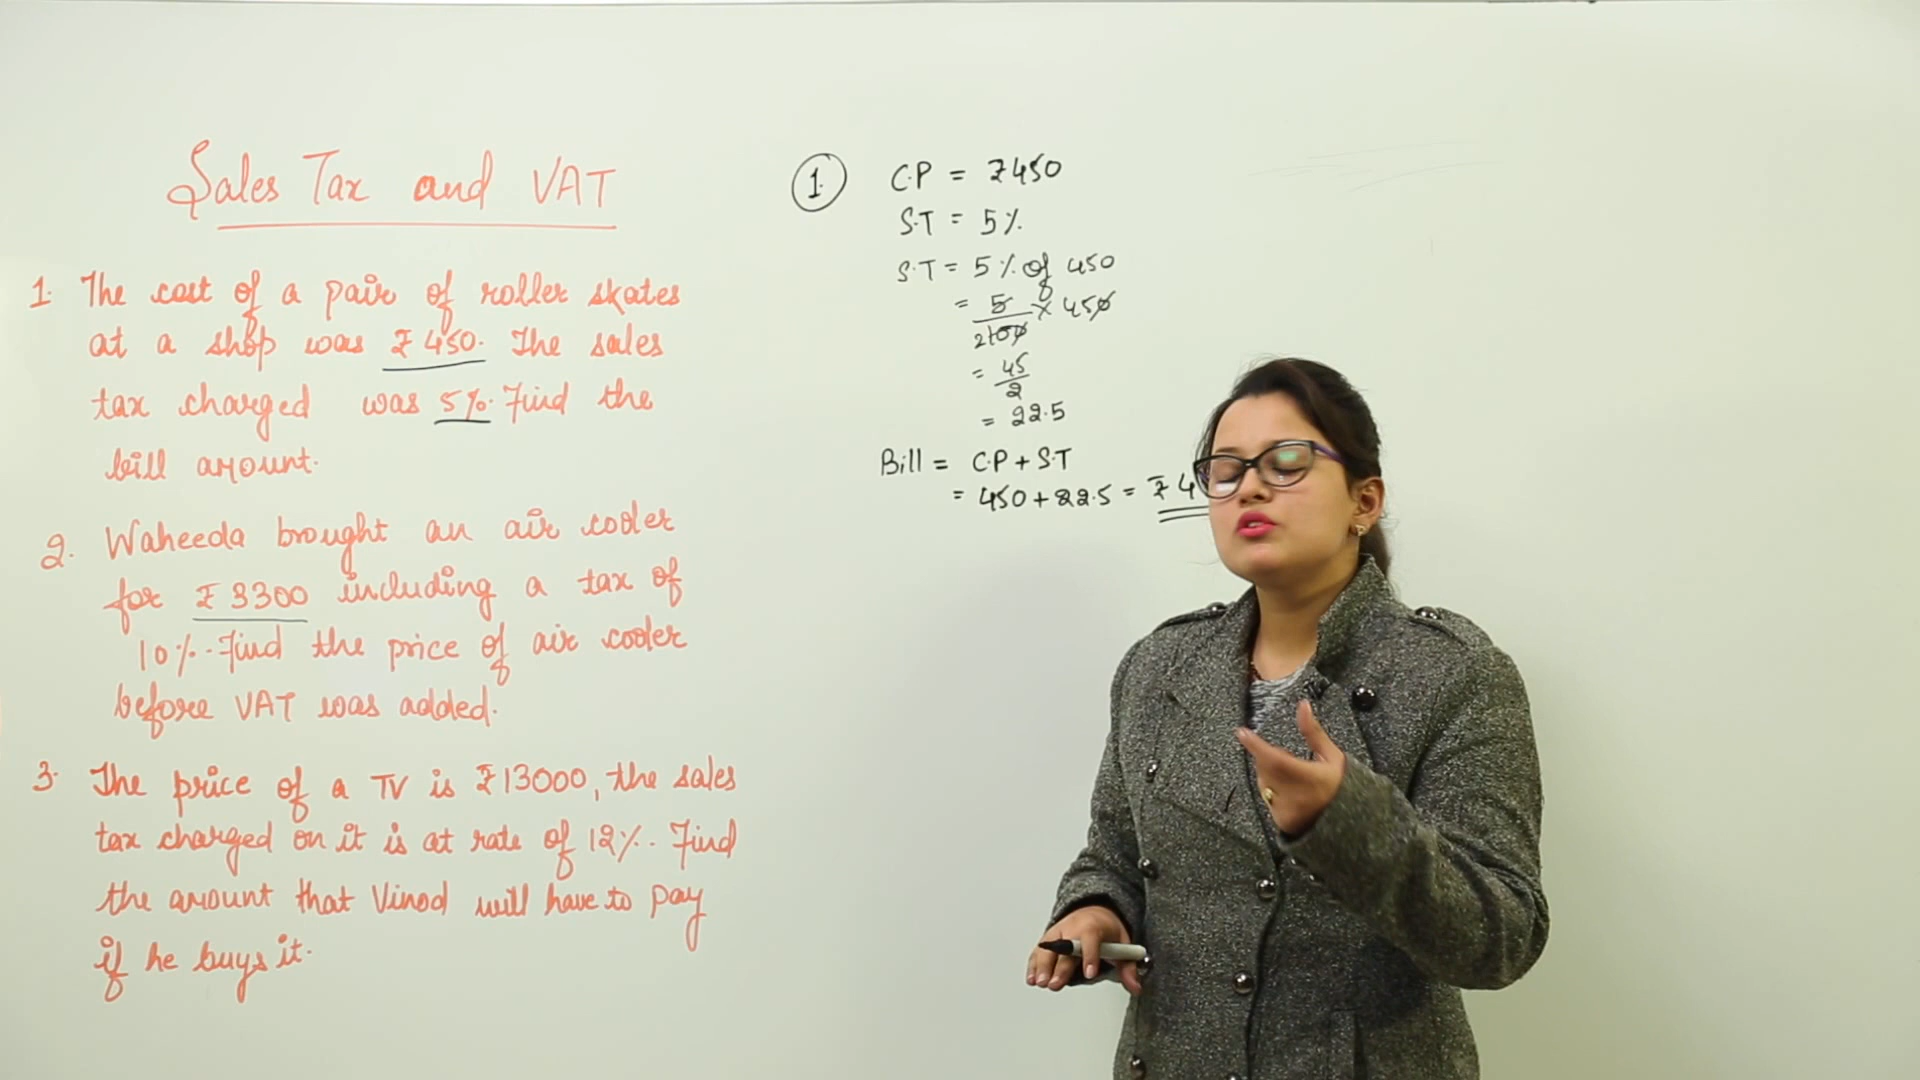 Sales Tax and VAT
1. The cost of a pair of roller skates
at a shop was ₹450. The sales
tax charged was 5%. Find the
bill amount.
2. Waheeda brought an air cooler
for ₹3300 including a tax of
10%. Find the price of air cooler
before VAT was added.
3. The price of a TV is ₹13000, the sales
tax charged on it is at rate of 12%. Find
the amount that Vinod will have to pay
if he buys it.
1. C.P = ₹450
S.T = 5%
S.T = 5% of 450
= 5/2100 × 450
= 45/2
= 22.5
Bill = C.P + S.T
= 450 + 22.5 = ₹4